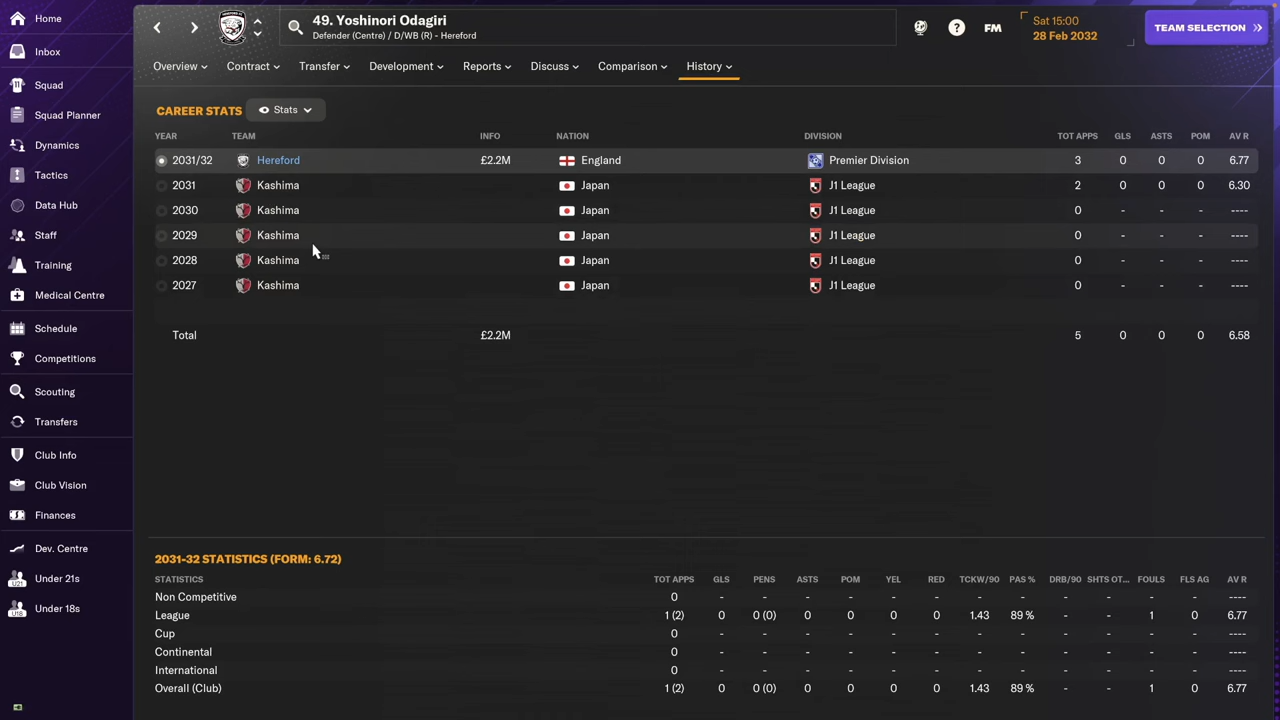 Home
Inbox
Squad
Squad Planner
Dynamics
Tactics
Data Hub
Staff
Training
Medical Centre
Schedule
Competitions
Scouting
Transfers
Club Info
Club Vision
Finances
Dev. Centre
U21 Under 21s
U18 Under 18s
49. Yoshinori Odagiri
Defender (Centre) / D/WB (R) - Hereford
? FM
Sat 15:00
28 Feb 2032
TEAM SELECTION
Overview Contract Transfer Development Reports Discuss Comparison History
CAREER STATS Stats
YEAR TEAM INFO NATION DIVISION TOT APPS GLS ASTS POM AV R
2031/32 Hereford £2.2M England Premier Division 3 0 0 0 6.77
2031 Kashima Japan J1 League 2 0 0 0 6.30
2030 Kashima Japan J1 League 0 - - - ----
2029 Kashima Japan J1 League 0 - - - ----
2028 Kashima Japan J1 League 0 - - - ----
2027 Kashima Japan J1 League 0 - - - ----
Total £2.2M 5 0 0 0 6.58
2031-32 STATISTICS (FORM: 6.72)
STATISTICS TOT APPS GLS PENS ASTS POM YEL RED TCKW/90 PAS % DRB/90 SHTS OT... FOULS FLS AG AV R
Non Competitive 0 - - - - - - - - - - - - ----
League 1 (2) 0 0 (0) 0 0 0 0 1.43 89 % - - 1 0 6.77
Cup 0 - - - - - - - - - - - - ----
Continental 0 - - - - - - - - - - - - ----
International 0 - - - - - - - - - - - - ----
Overall (Club) 1 (2) 0 0 (0) 0 0 0 0 1.43 89 % - - 1 0 6.77